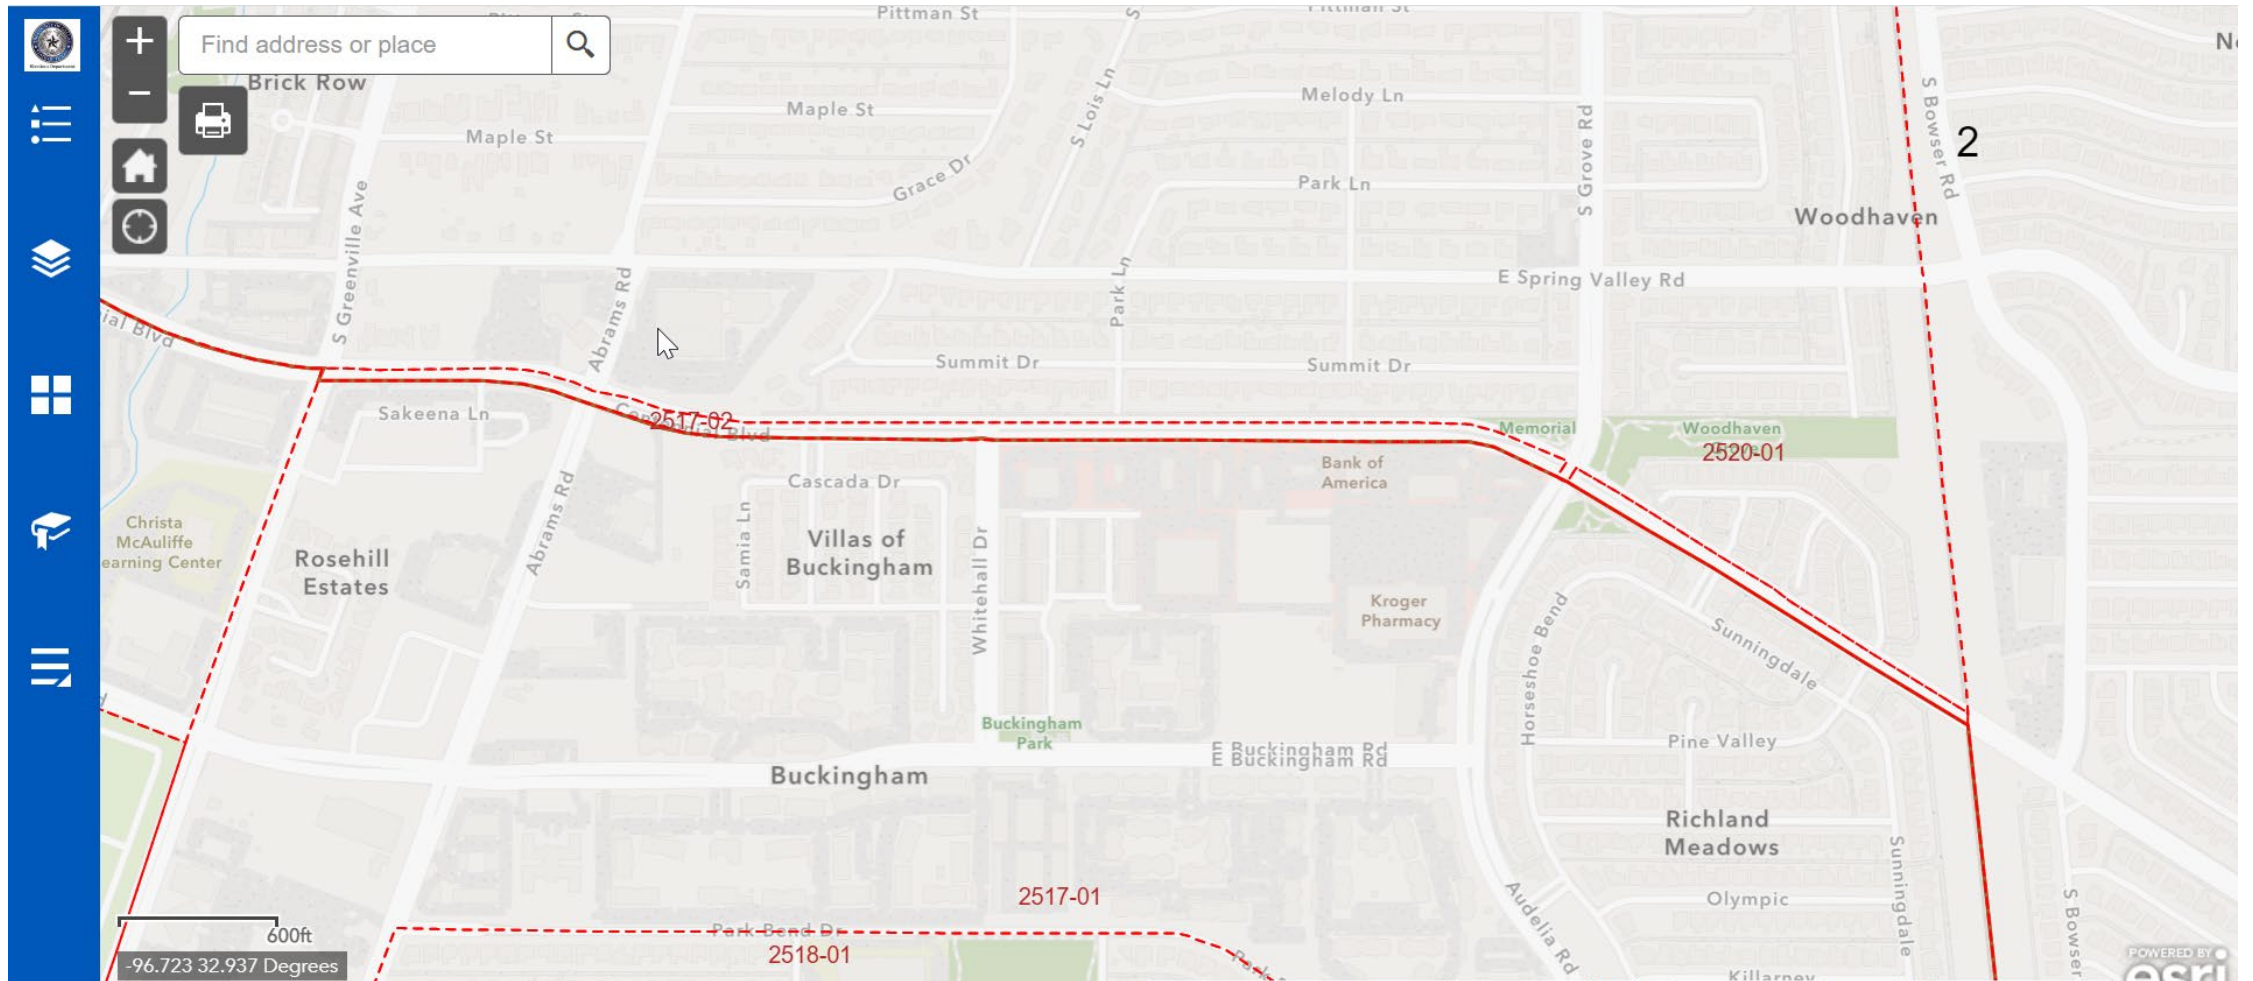 Pittman St
Find address or place
Brick Row
Maple St
Maple St
Grace Dr
S Lois Ln
Melody Ln
Park Ln
S Grove Rd
S Bowser Rd
2
Woodhaven
S Greenville Ave
Abrams Rd
Park Ln
E Spring Valley Rd
ial Blvd
Summit Dr
Summit Dr
Sakeena Ln
2517-02
Blvd
Memorial
Woodhaven
2520-01
Bank of
America
Cascada Dr
Samia Ln
Villas of
Buckingham
Whitehall Dr
Abrams Rd
Christa
McAuliffe
earning Center
Rosehill
Estates
Kroger
Pharmacy
Horseshoe Bend
Sunningdale
Buckingham
Park
E Buckingham Rd
E Buckingham Rd
Pine Valley
Buckingham
Richland
Meadows
Sunningdale
2517-01
Olympic
Audelia Rd
S Bowser
Park Bend Dr
2518-01
Park
600ft
-96.723 32.937 Degrees
Killarney
POWERED BY
esri